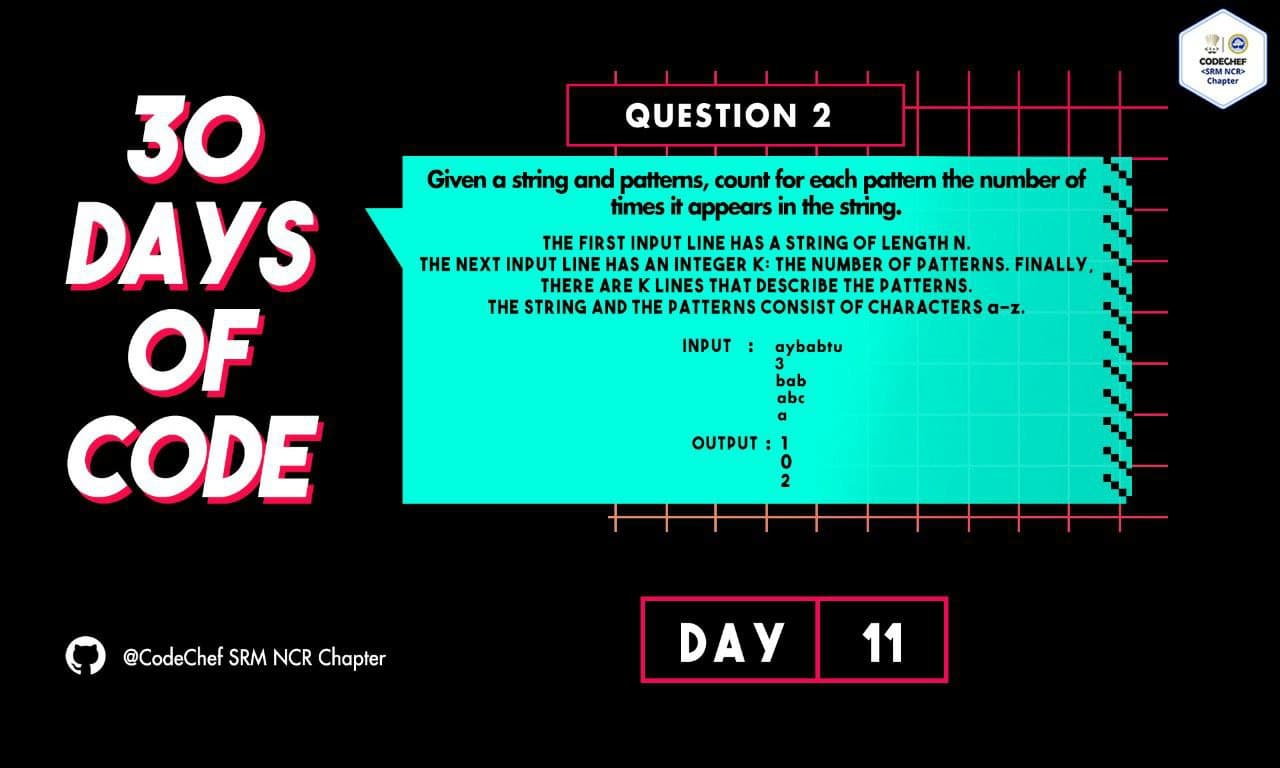 CODECHEF
<SRM NCR>
Chapter
30
DAYS
OF
CODE
QUESTION 2
Given a string and patterns, count for each pattern the number of
times it appears in the string.
THE FIRST INPUT LINE HAS A STRING OF LENGTH N.
THE NEXT INPUT LINE HAS AN INTEGER K: THE NUMBER OF PATTERNS. FINALLY,
THERE ARE K LINES THAT DESCRIBE THE PATTERNS.
THE STRING AND THE PATTERNS CONSIST OF CHARACTERS a-z.
INPUT : aybabtu
3
bab
abc
a
OUTPUT : 1
0
2
DAY 11
@CodeChef SRM NCR Chapter